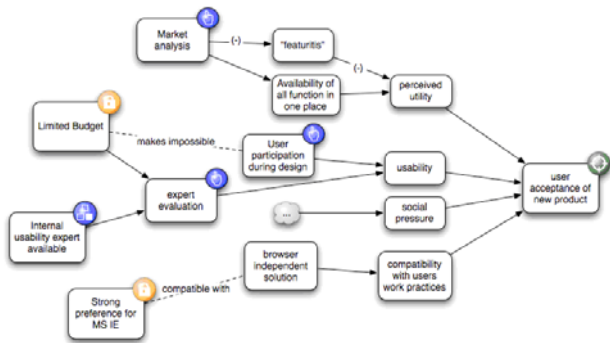 Market
analysis
(-)
"featuritis"
(-)
Availability of
all function in
one place
perceived
utility
Limited Budget
makes impossible
User
participation
during design
usability
user
acceptance of
new product
expert
evaluation
...
social
pressure
Internal
usability expert
available
browser
independent
solution
compatibility
with users
work practices
compatible with
Strong
preference for
MS IE